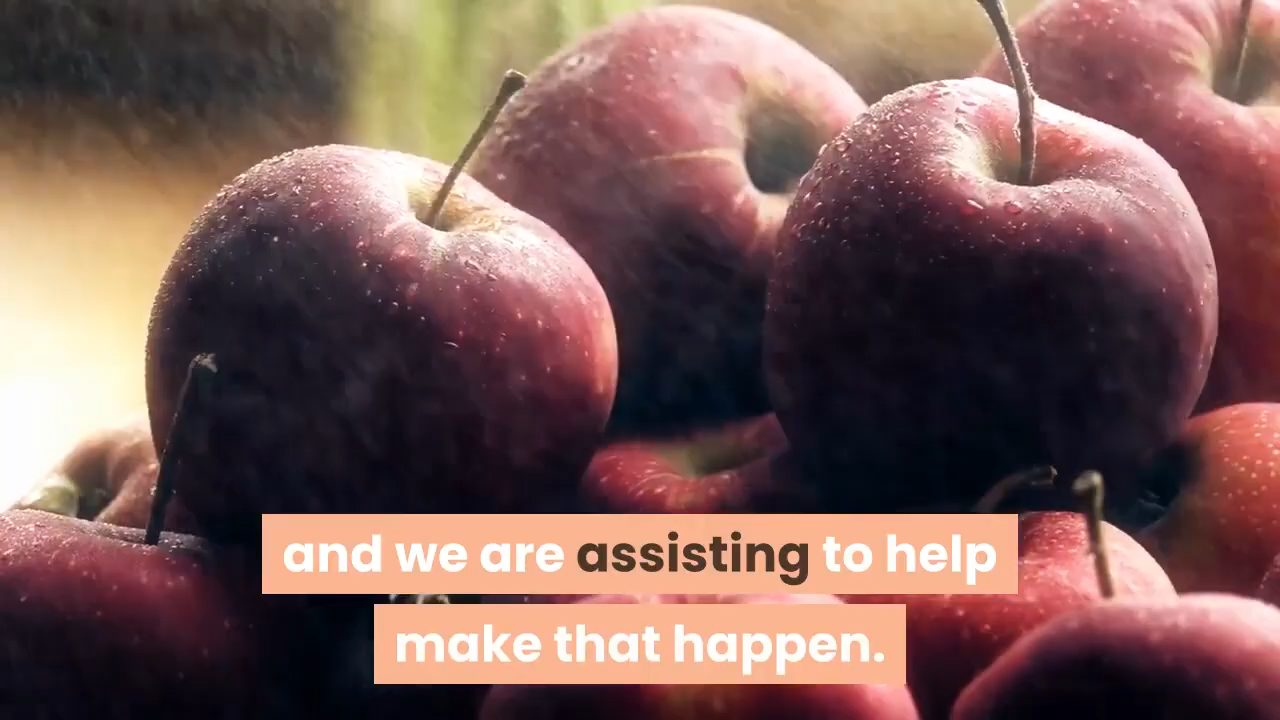 and we are assisting to help
make that happen.